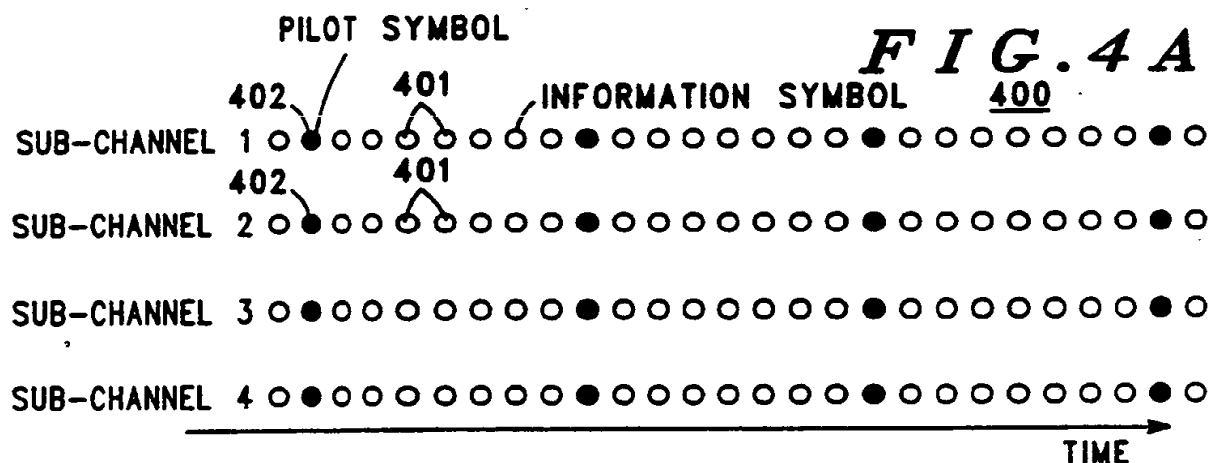 PILOT SYMBOL
FIG. 4A
402 401 INFORMATION SYMBOL 400
SUB-CHANNEL 1
402 401
SUB-CHANNEL 2
SUB-CHANNEL 3
SUB-CHANNEL 4
TIME